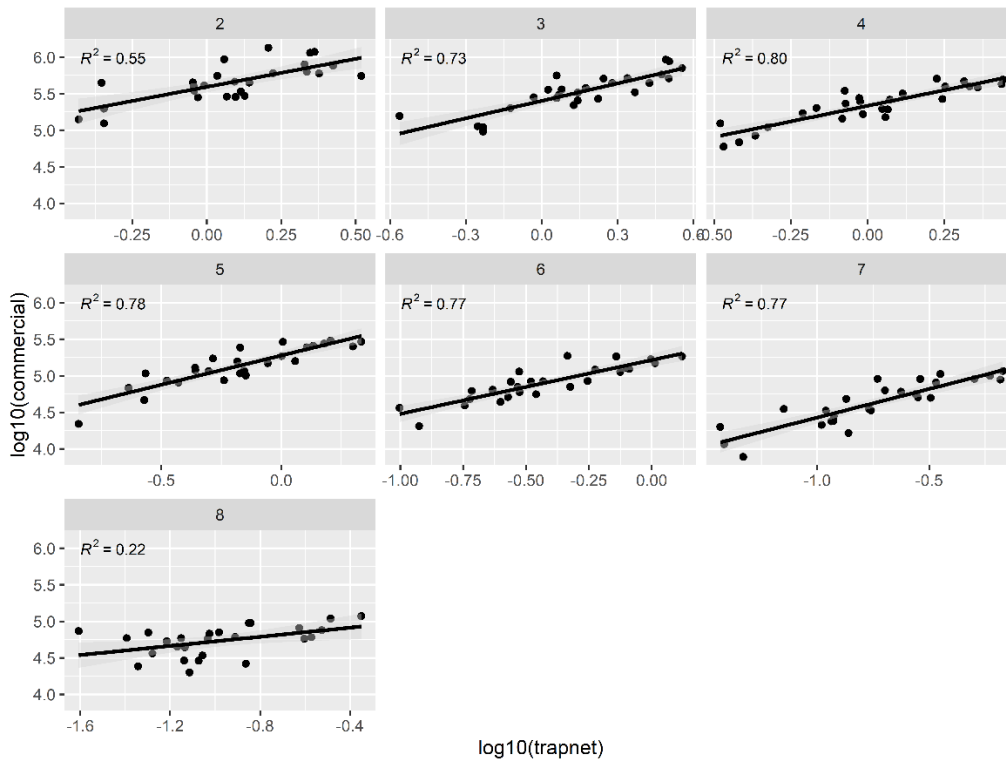 2 3 4
6.0 R² = 0.55 R² = 0.73 R² = 0.80
5.5
5.0
4.5
4.0
-0.25 0.00 0.25 0.50 -0.6 -0.3 0.0 0.3 0.6 -0.50 -0.25 0.00 0.25
5 6 7
6.0 R² = 0.78 R² = 0.77 R² = 0.77
5.5
5.0
4.5
4.0
log10(commercial)
-0.5 0.0 -1.00 -0.75 -0.50 -0.25 0.00 -1.0 -0.5
8
6.0 R² = 0.22
5.5
5.0
4.5
4.0
-1.6 -1.2 -0.8 -0.4
log10(trapnet)